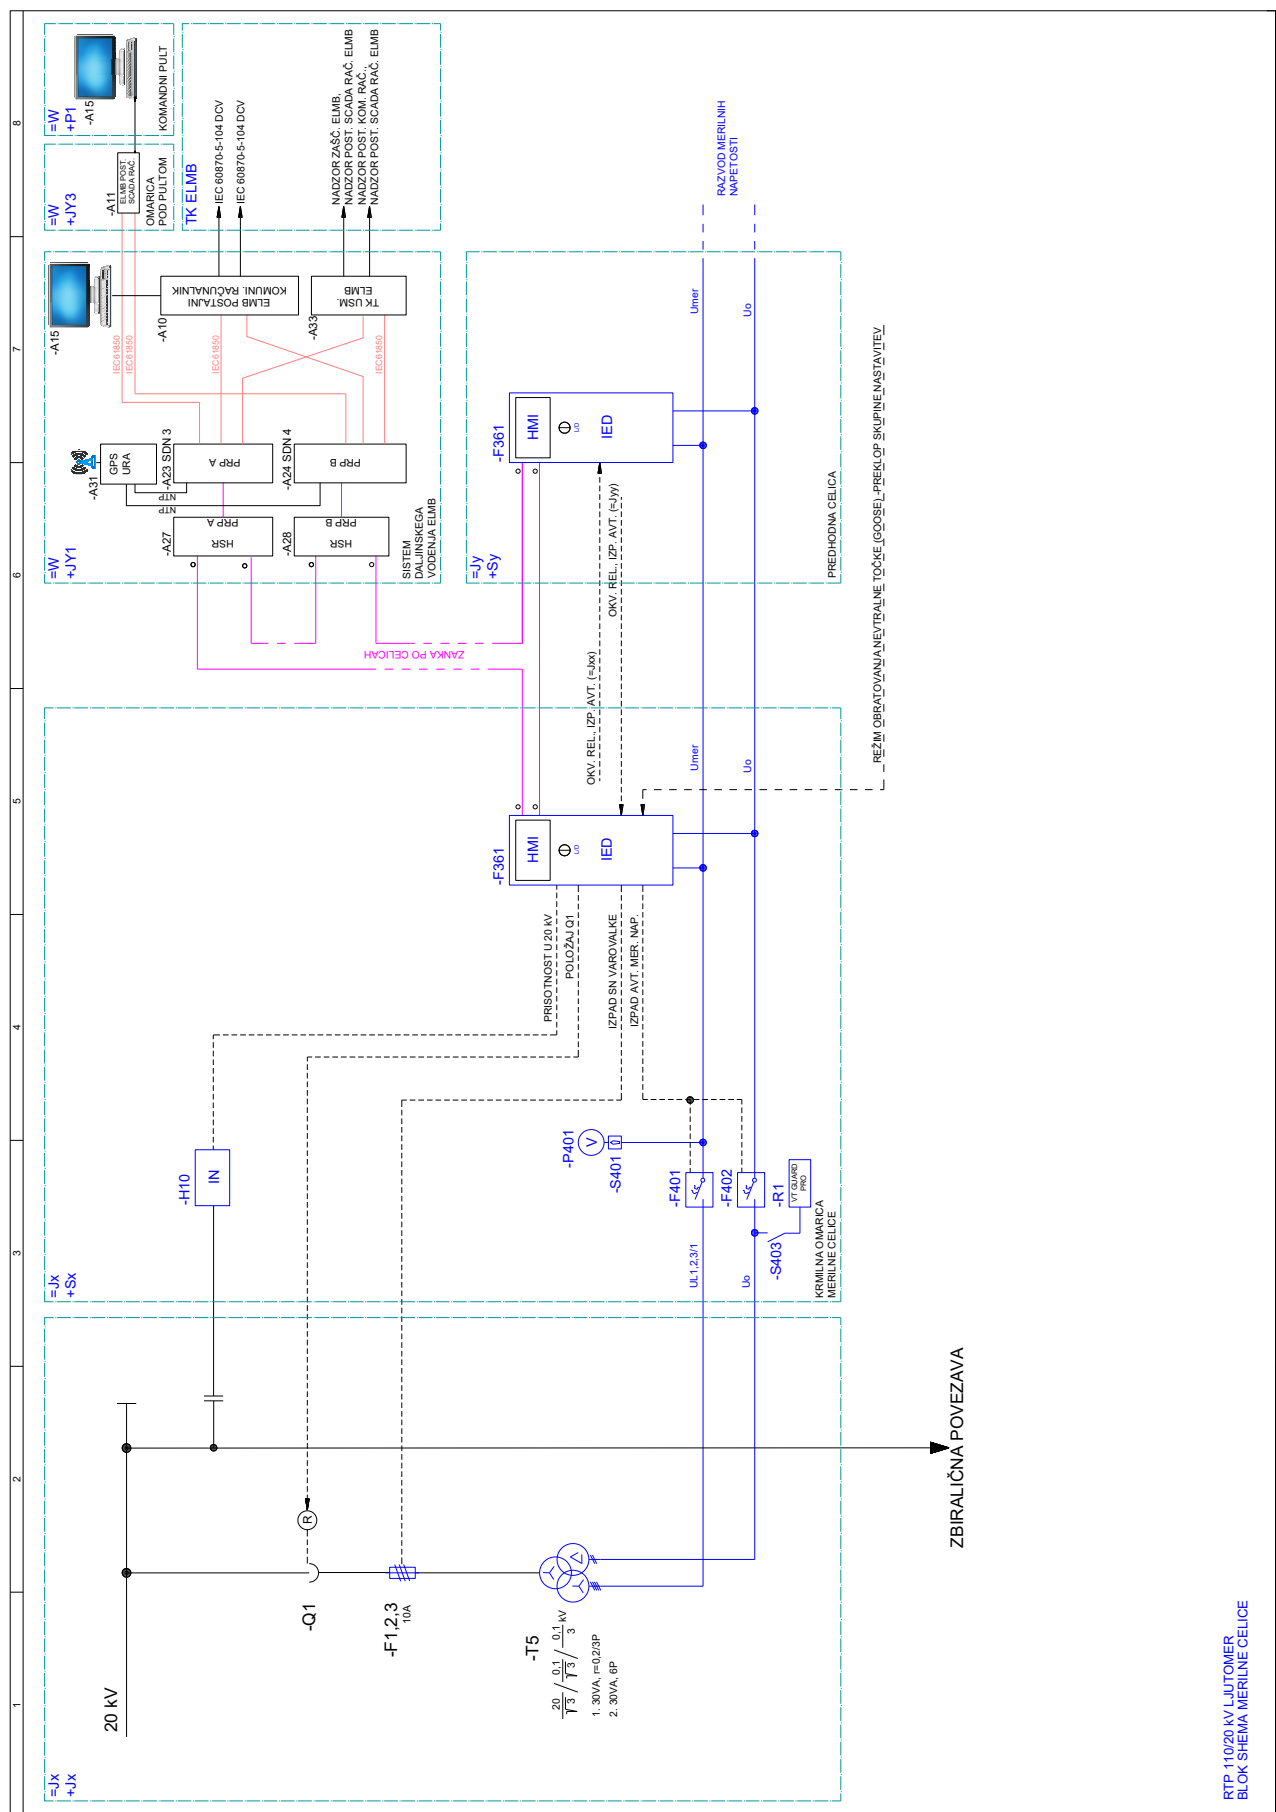 1
2
3
4
5
6
7
8
=Jx
+Jx
20 kV
-Q1
R
-F1,2,3
10A
-T5
20 / 0,1 / 0,1 kV
√3 √3 3
1. 30VA, r=0,2/3P
2. 30VA, 6P
ZBIRALIČNA POVEZAVA
=Jx
+Sx
-H10
IN
PRISOTNOST U 20 kV
POLOŽAJ Q1
IZPAD SN VAROVALKE
IZPAD AVT. MER. NAP.
-P401
V
-S401
-F401
-F402
-R1
VT GUARD
PRO
-S403
UL1,2,3/1
Uo
KRMILNA OMARICA
MERILNE CELICE
-F361
HMI
L/D
IED
Umer
Uo
OKV. REL., IZP. AVT. (=Jxx)
OKV. REL., IZP. AVT. (=Jyy)
REŽIM OBRATOVANJA NEVTRALNE TOČKE (GOOSE) -PREKLOP SKUPINE NASTAVITEV
ZANKA PO CELICAH
=Jy
+Sy
-F361
HMI
L/D
IED
PREDHODNA CELICA
Umer
Uo
RAZVOD MERILNIH
NAPETOSTI
=W
+JY1
-A27
HSR
PRP A
-A28
HSR
PRP B
-A31
GPS
URA
NTP
NTP
-A23 SDN 3
PRP A
-A24 SDN 4
PRP B
IEC61850
IEC61850
IEC61850
IEC61850
-A15
-A10
ELMB POSTAJNI
KOMUNI. RAČUNALNIK
-A33
TK USM.
ELMB
SISTEM
DALJINSKEGA
VODENJA ELMB
=W
+JY3
-A11
ELMB POST.
SCADA RAČ.
OMARICA
POD PULTOM
=W
+P1
-A15
KOMANDNI PULT
TK ELMB
IEC 60870-5-104 DCV
IEC 60870-5-104 DCV
NADZOR ZAŠČ. ELMB,
NADZOR POST. SCADA RAČ. ELMB
NADZOR POST. KOM. RAČ.,
NADZOR POST. SCADA RAČ. ELMB
RTP 110/20 kV LJUTOMER
BLOK SHEMA MERILNE CELICE